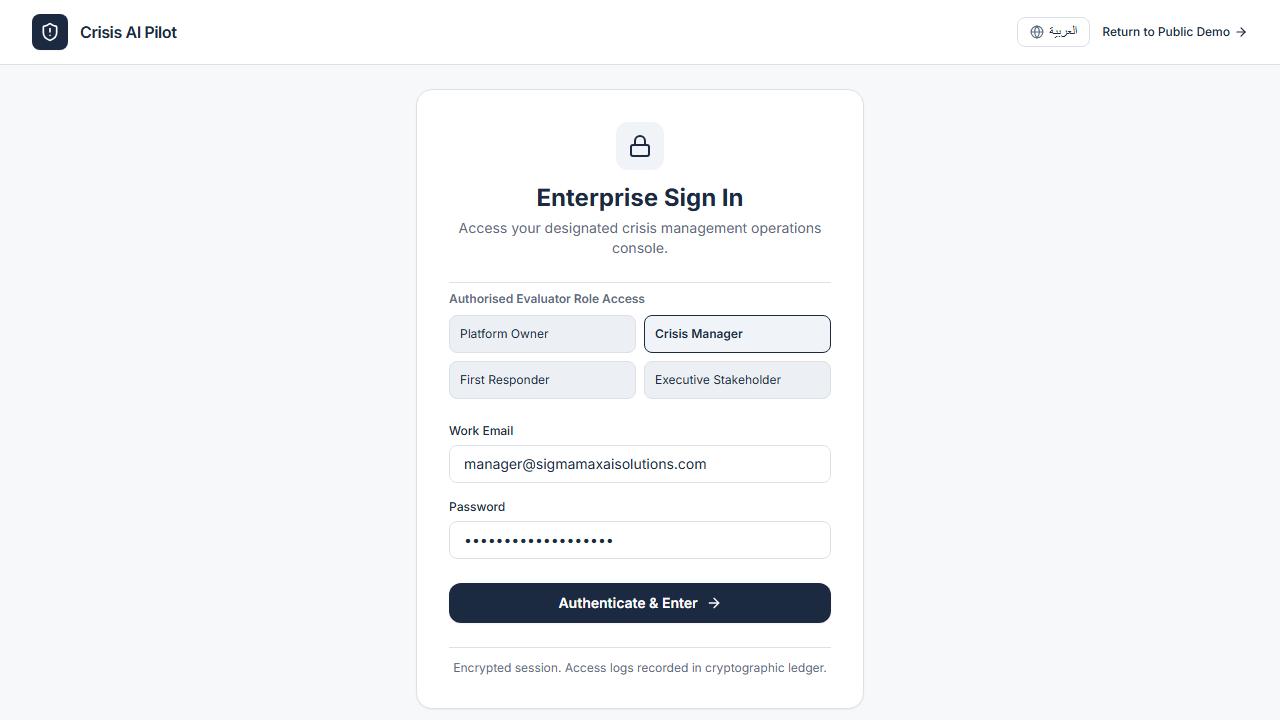 Crisis AI Pilot
العربية
Return to Public Demo
Enterprise Sign In
Access your designated crisis management operations
console.
Authorised Evaluator Role Access
Platform Owner
Crisis Manager
First Responder
Executive Stakeholder
Work Email
manager@sigmamaxaisolutions.com
Password
•••••••••••••••••••
Authenticate & Enter
Encrypted session. Access logs recorded in cryptographic ledger.